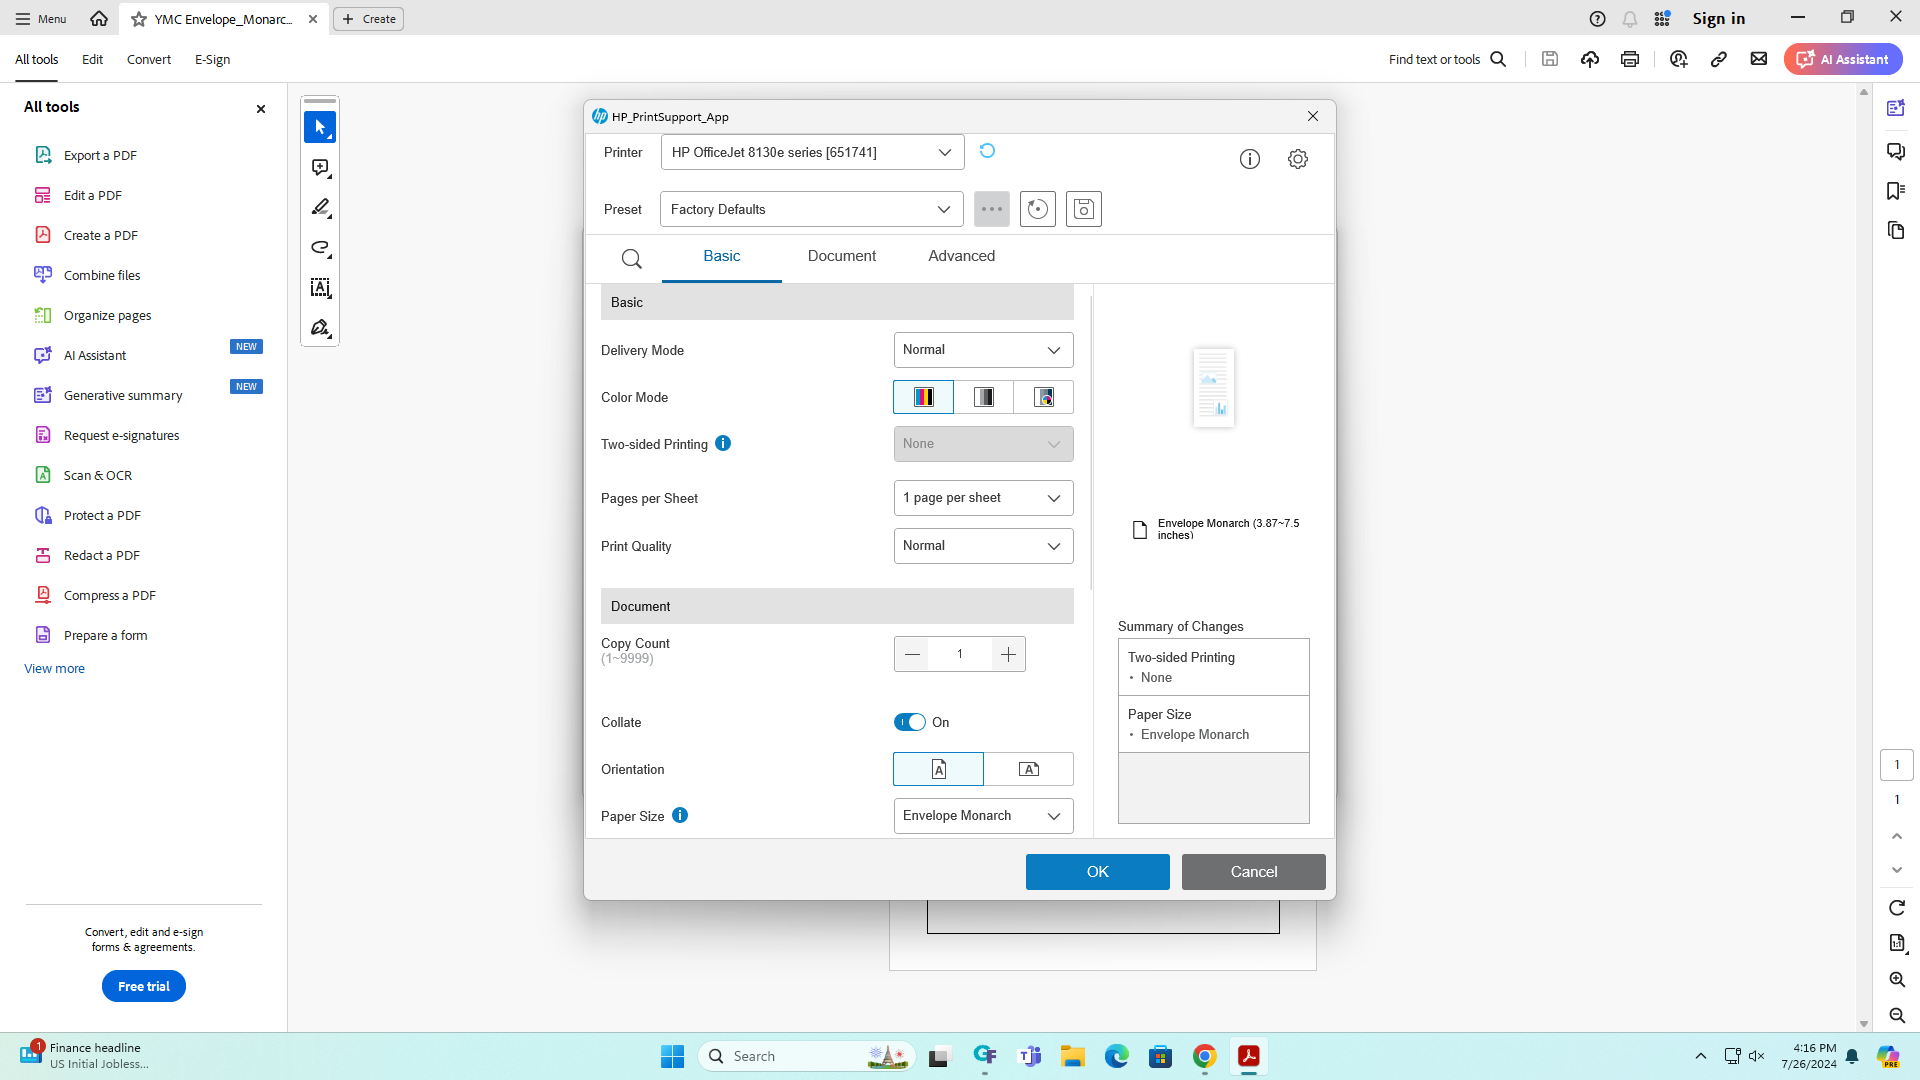 Menu
YMC Envelope_Monarc...
Create
Sign in
All tools
Edit
Convert
E-Sign
Find text or tools
AI Assistant
All tools
Export a PDF
Edit a PDF
Create a PDF
Combine files
Organize pages
AI Assistant
NEW
Generative summary
NEW
Request e-signatures
Scan & OCR
Protect a PDF
Redact a PDF
Compress a PDF
Prepare a form
View more
Convert, edit and e-sign
forms & agreements.
Free trial
HP_PrintSupport_App
Printer
HP OfficeJet 8130e series [651741]
Preset
Factory Defaults
Basic
Document
Advanced
Basic
Delivery Mode
Normal
Color Mode
Two-sided Printing
None
Pages per Sheet
1 page per sheet
Print Quality
Normal
Document
Copy Count
(1~9999)
1
Collate
On
Orientation
Paper Size
Envelope Monarch
Envelope Monarch (3.87~7.5
inches)
Summary of Changes
Two-sided Printing
• None
Paper Size
• Envelope Monarch
OK
Cancel
1
1
1
Finance headline
US Initial Jobless...
Search
4:16 PM
7/26/2024
PRE